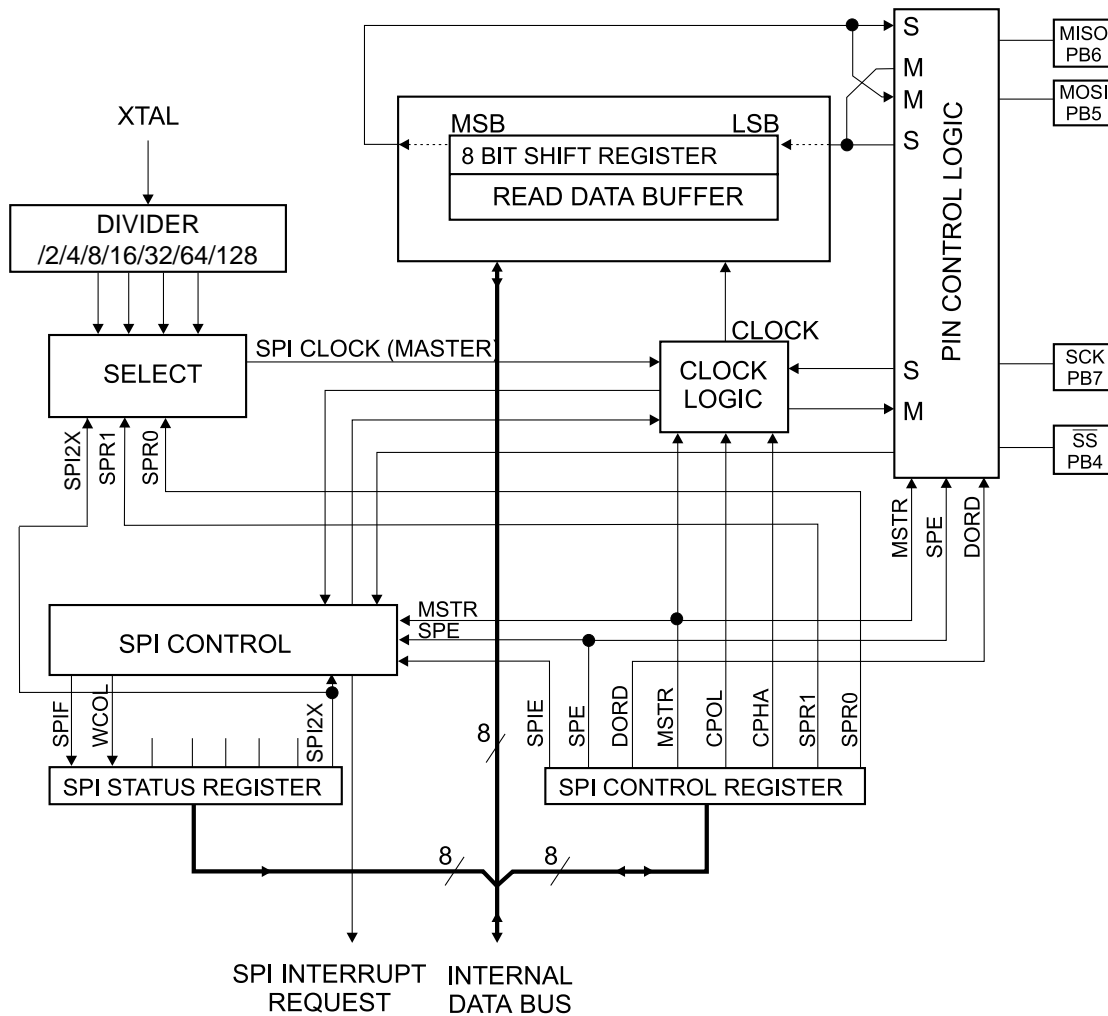 S
MISO
PB6
M
XTAL
M
MOSI
PB5
MSB
LSB
S
8 BIT SHIFT REGISTER
READ DATA BUFFER
DIVIDER
/2/4/8/16/32/64/128
PIN CONTROL LOGIC
CLOCK
SPI CLOCK (MASTER)
SELECT
CLOCK
LOGIC
S
M
SCK
PB7
SPI2X
SPR1
SPR0
SS
PB4
MSTR
SPE
DORD
MSTR
SPE
SPI CONTROL
SPIF
WCOL
SPI2X
8
SPIE
SPE
DORD
MSTR
CPOL
CPHA
SPR1
SPR0
SPI STATUS REGISTER
SPI CONTROL REGISTER
8
8
SPI INTERRUPT
REQUEST
INTERNAL
DATA BUS